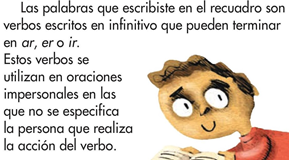 Las palabras que escribiste en el recuadro son
verbos escritos en infinitivo que pueden terminar
en ar, er o ir.
Estos verbos se
utilizan en oraciones
impersonales en las
que no se especifica
la persona que realiza
la acción del verbo.